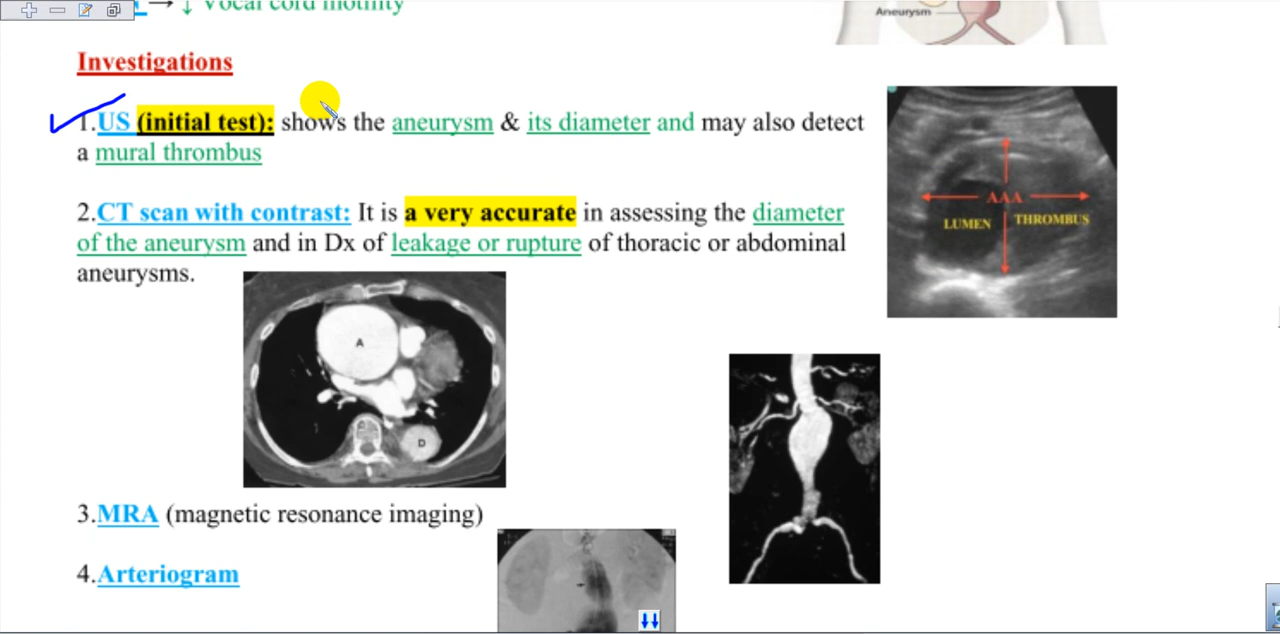 → ↓ Vocal cord motility
Aneurysm
Investigations
1.US (initial test): shows the aneurysm & its diameter and may also detect
a mural thrombus
AAA
LUMEN THROMBUS
2.CT scan with contrast: It is a very accurate in assessing the diameter
of the aneurysm and in Dx of leakage or rupture of thoracic or abdominal
aneurysms.
A
D
3.MRA (magnetic resonance imaging)
4.Arteriogram